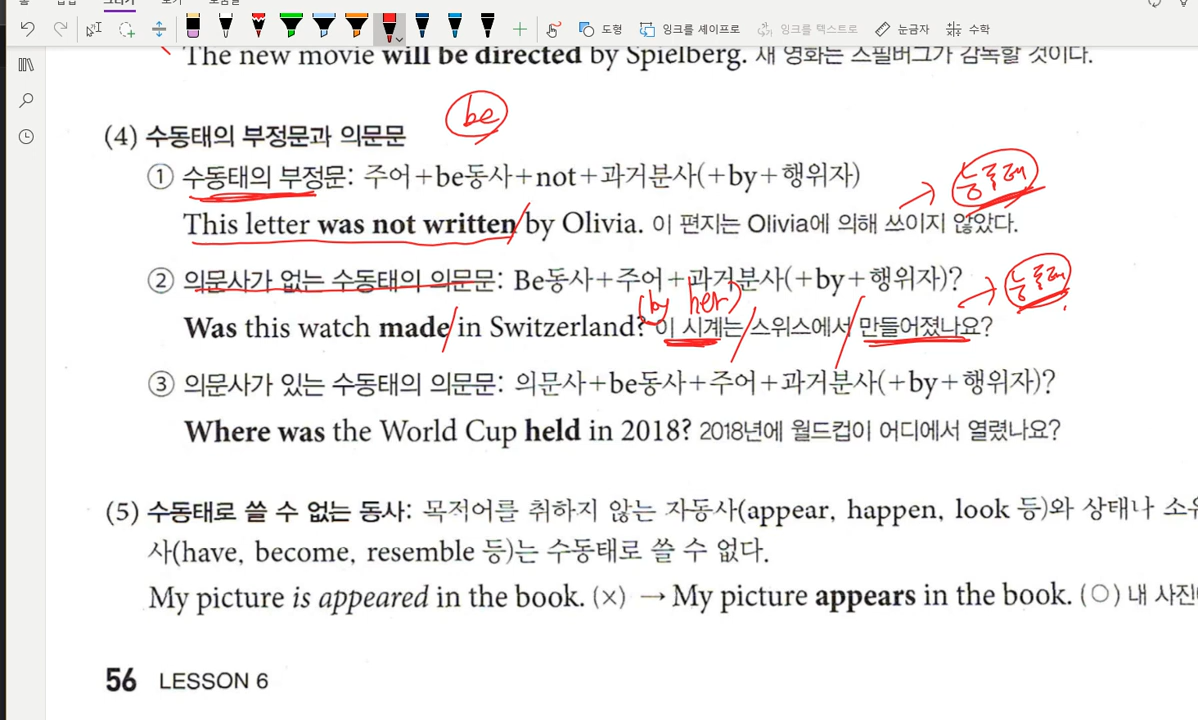 도형 잉크를 셰이프로 잉크를 텍스트로 눈금자 수학
The new movie will be directed by Spielberg. 새 영화는 스필버그가 감독할 것이다.
be
(4) 수동태의 부정문과 의문문
① 수동태의 부정문: 주어+be동사+not+과거분사(+by+행위자)
능동태
This letter was not written by Olivia. 이 편지는 Olivia에 의해 쓰이지 않았다.
② 의문사가 없는 수동태의 의문문: Be동사+주어+과거분사(+by+행위자)?
능동태
(by her)
Was this watch made in Switzerland? 이 시계는 스위스에서 만들어졌나요?
③ 의문사가 있는 수동태의 의문문: 의문사+be동사+주어+과거분사(+by+행위자)?
Where was the World Cup held in 2018? 2018년에 월드컵이 어디에서 열렸나요?
(5) 수동태로 쓸 수 없는 동사: 목적어를 취하지 않는 자동사(appear, happen, look 등)와 상태나 소유
사(have, become, resemble 등)는 수동태로 쓸 수 없다.
My picture is appeared in the book. (×) → My picture appears in the book. (○) 내 사진
56 LESSON 6